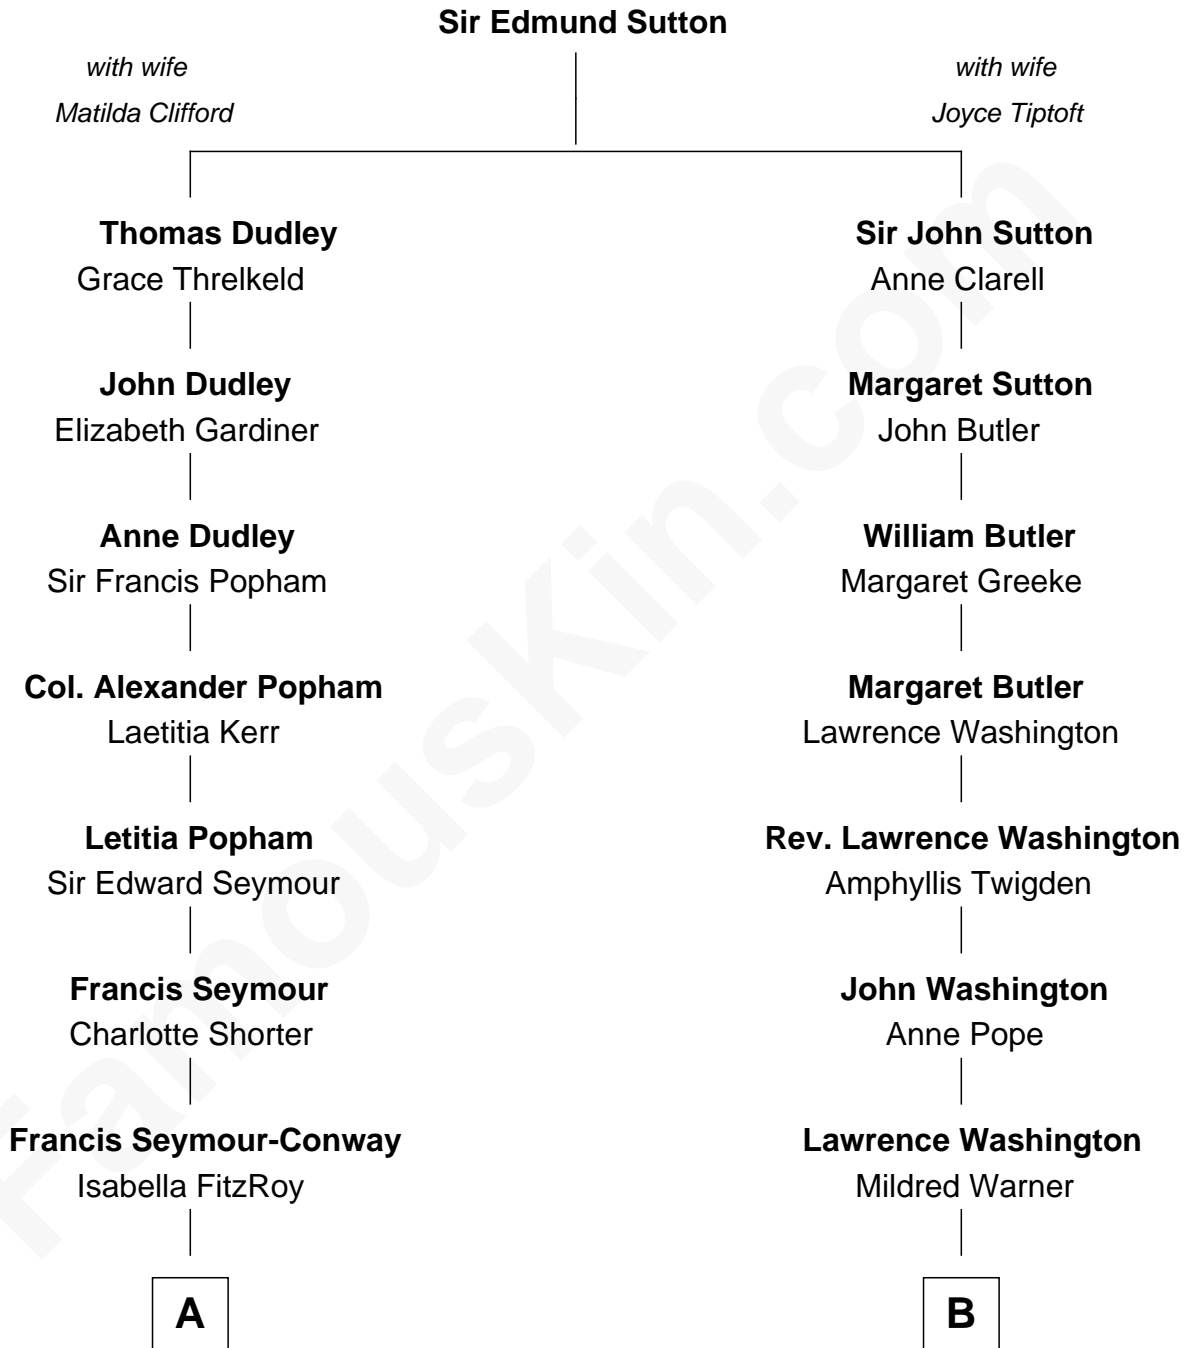 Sir Edmund Sutton
with wife
Matilda Clifford
with wife
Joyce Tiptoft
Thomas Dudley
Grace Threlkeld
John Dudley
Elizabeth Gardiner
Anne Dudley
Sir Francis Popham
Col. Alexander Popham
Laetitia Kerr
Letitia Popham
Sir Edward Seymour
Francis Seymour
Charlotte Shorter
Francis Seymour-Conway
Isabella FitzRoy
A
Sir John Sutton
Anne Clarell
Margaret Sutton
John Butler
William Butler
Margaret Greeke
Margaret Butler
Lawrence Washington
Rev. Lawrence Washington
Amphyllis Twigden
John Washington
Anne Pope
Lawrence Washington
Mildred Warner
B
FamousKin.com